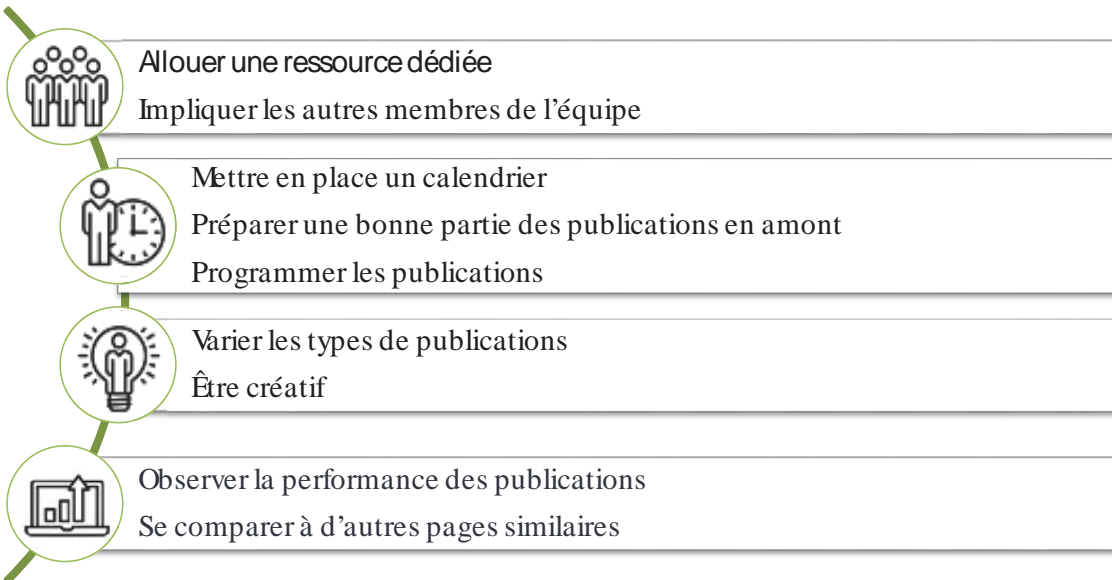 Allouer une ressource dédiée
Impliquer les autres membres de l’équipe
Mettre en place un calendrier
Préparer une bonne partie des publications en amont
Programmer les publications
Varier les types de publications
Être créatif
Observer la performance des publications
Se comparer à d’autres pages similaires